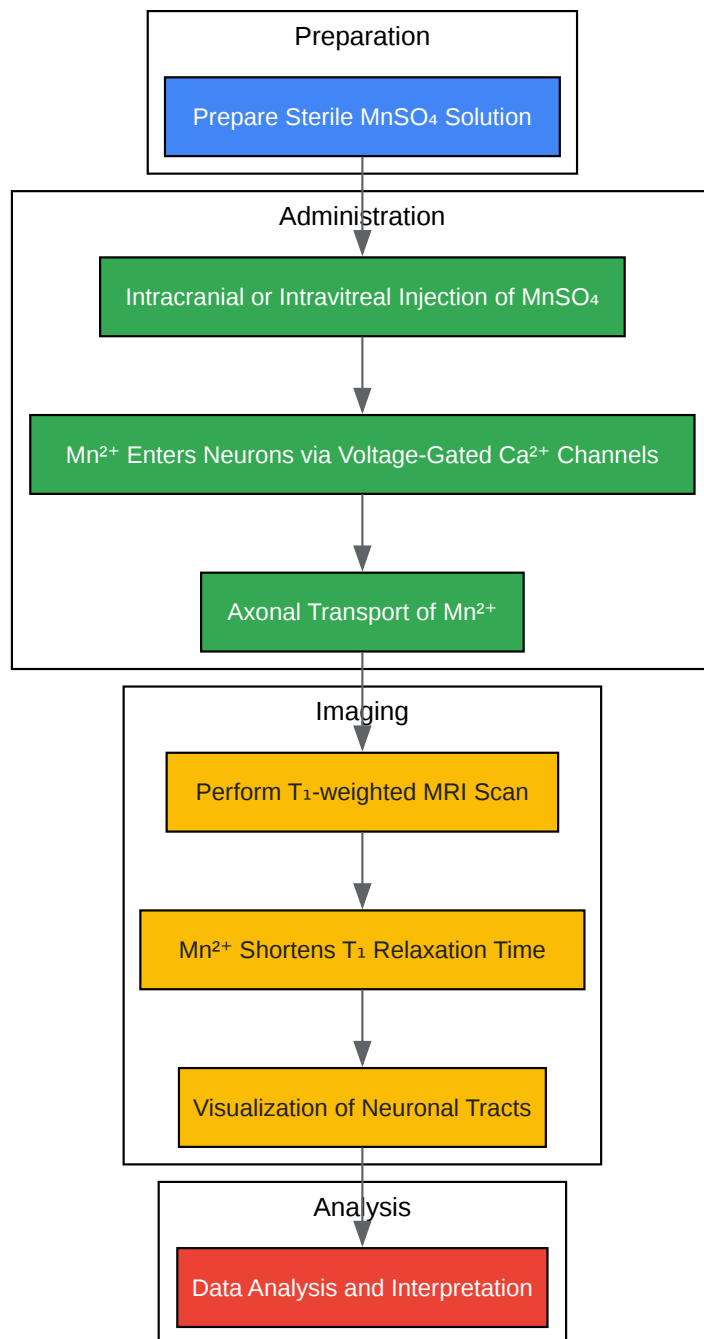 Preparation
Prepare Sterile MnSO₄ Solution
Administration
Intracranial or Intravitreal Injection of MnSO₄
Mn²⁺ Enters Neurons via Voltage-Gated Ca²⁺ Channels
Axonal Transport of Mn²⁺
Imaging
Perform T₁-weighted MRI Scan
Mn²⁺ Shortens T₁ Relaxation Time
Visualization of Neuronal Tracts
Analysis
Data Analysis and Interpretation